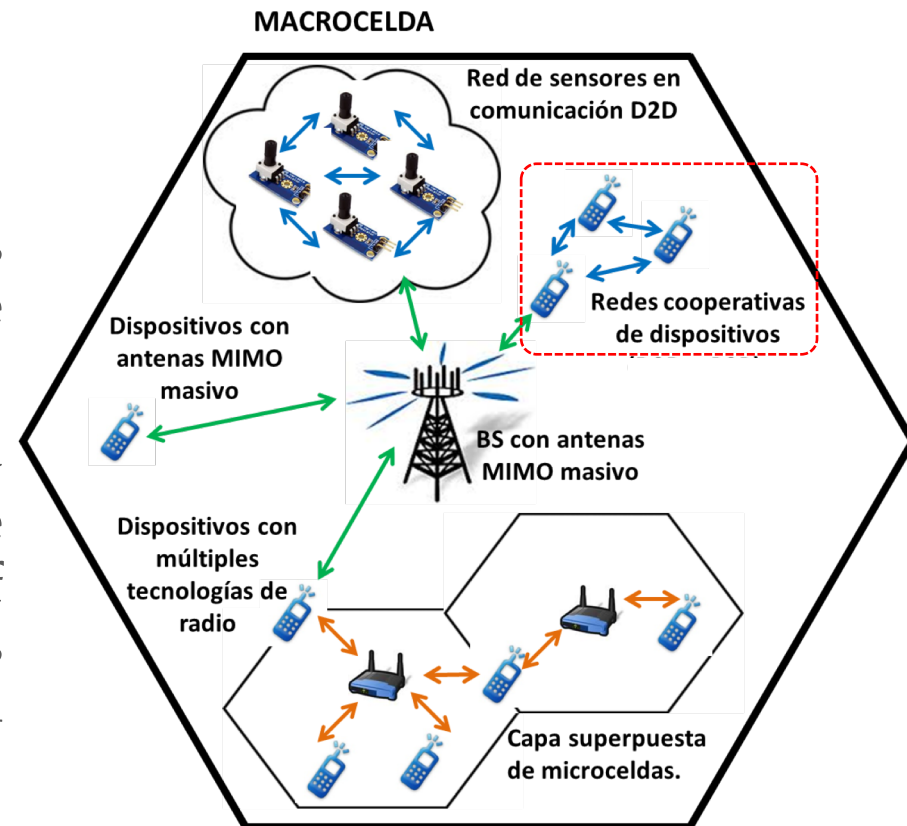 MACROCELDA
Red de sensores en
comunicación D2D
Redes cooperativas
de dispositivos
Dispositivos con
antenas MIMO
masivo
BS con antenas
MIMO masivo
Dispositivos con
múltiples
tecnologías de
radio
Capa superpuesta
de microceldas.